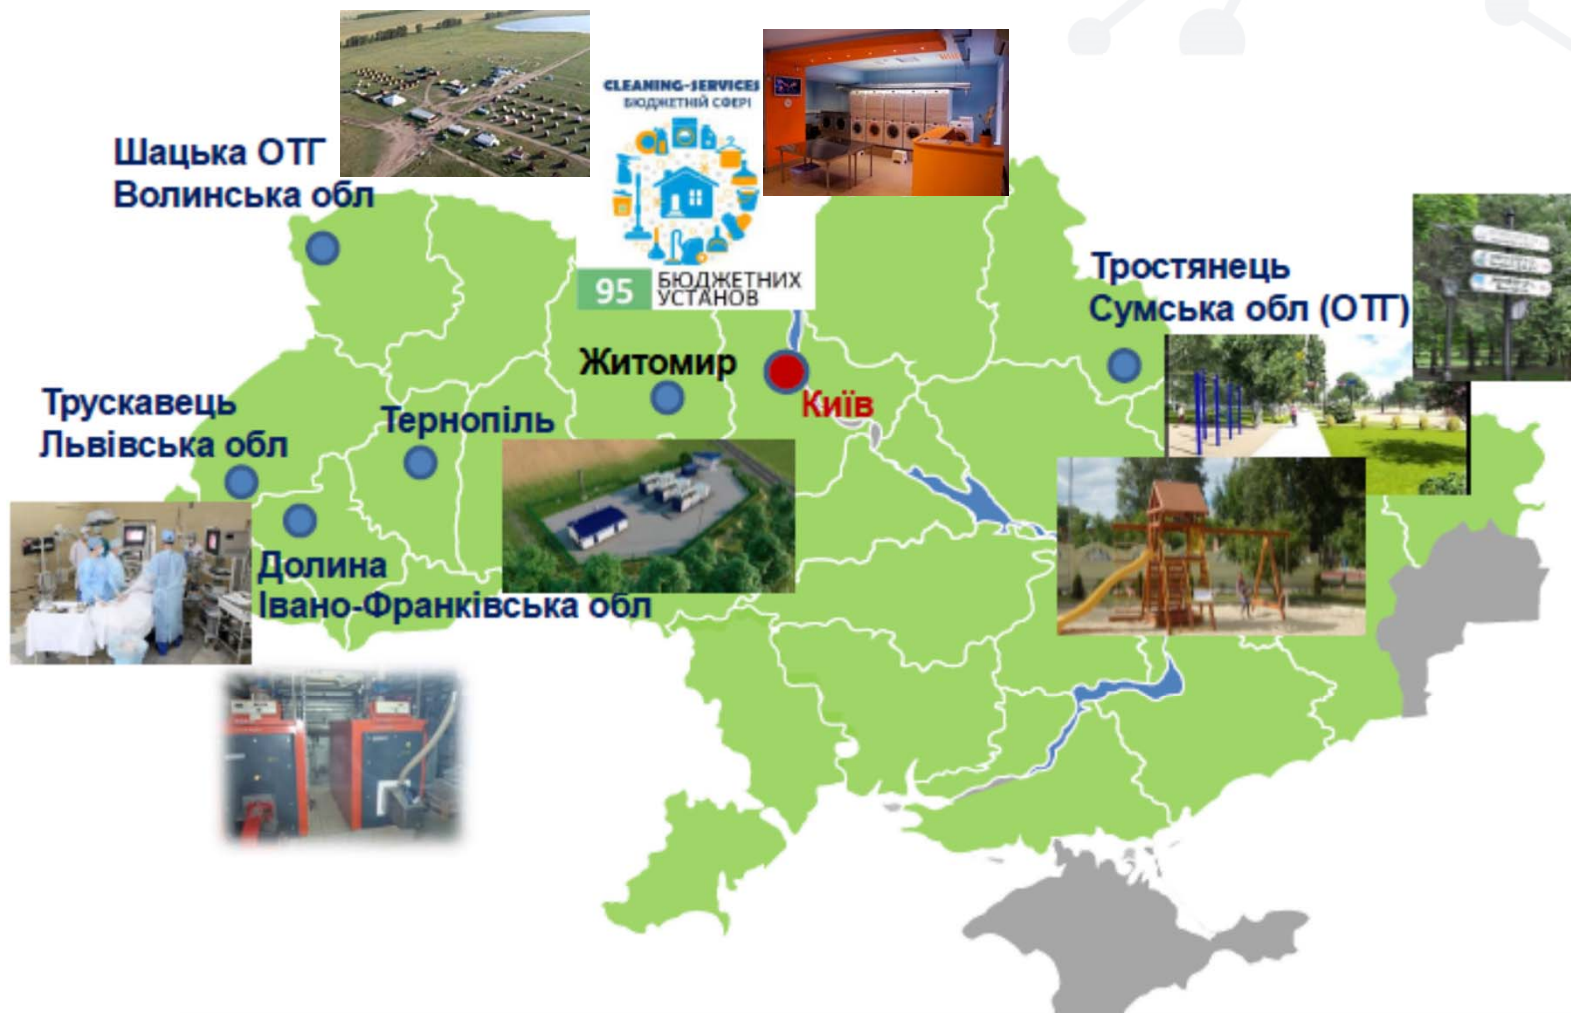 CLEANING-SERVICES
БЮДЖЕТНІЙ СФЕРІ
95 БЮДЖЕТНИХ
УСТАНОВ
Шацька ОТГ
Волинська обл
Тростянець
Сумська обл (ОТГ)
Житомир
Київ
Трускавець
Львівська обл
Тернопіль
Долина
Івано-Франківська обл